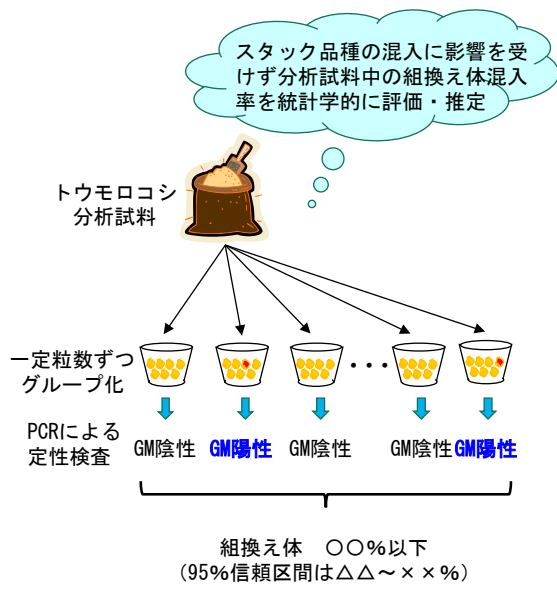 スタック品種の混入に影響を受
けず分析試料中の組換え体混入
率を統計学的に評価・推定
トウモロコシ
分析試料
一定粒数ずつ
グループ化
・・・
PCRによる
定性検査
GM陰性 GM陽性 GM陰性 GM陰性 GM陽性
組換え体　〇〇%以下
（95%信頼区間は△△～××%）